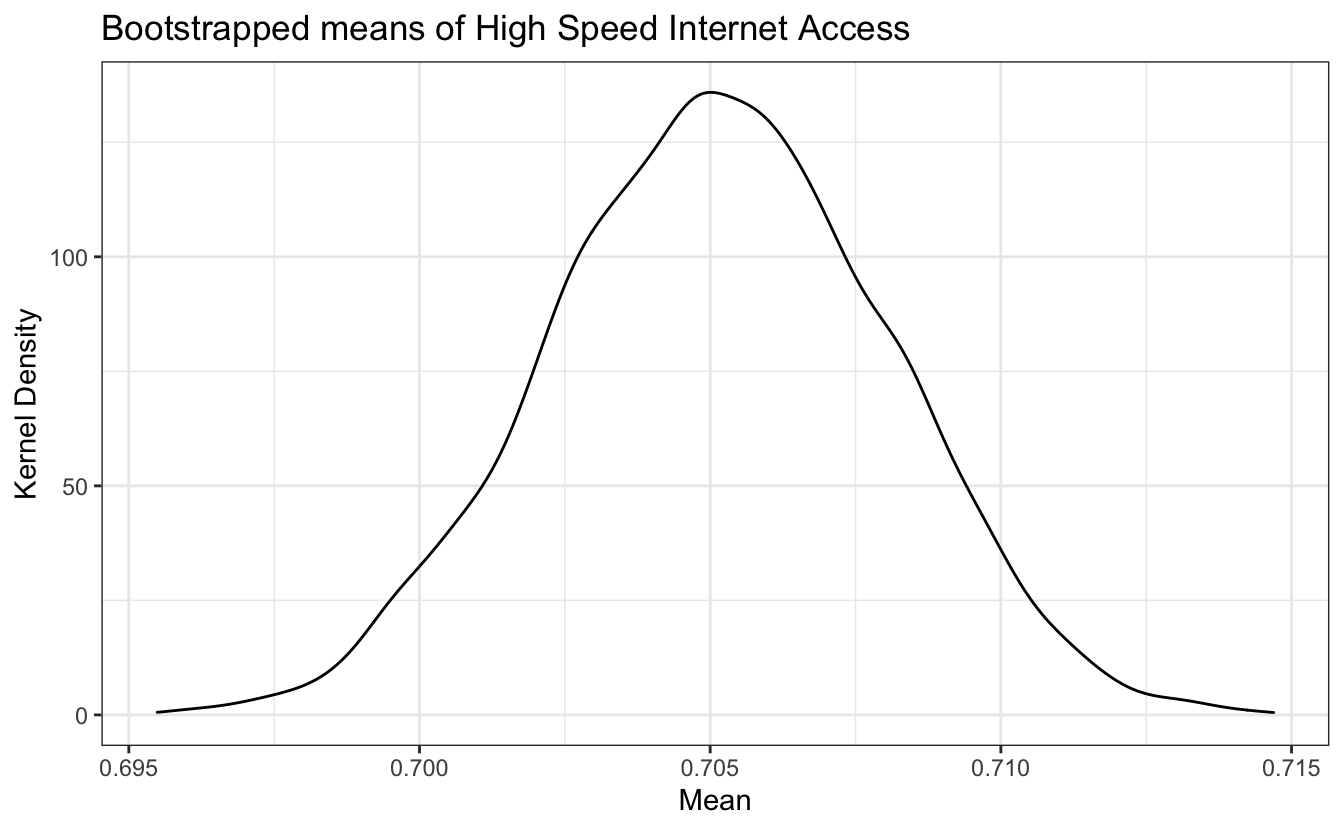 Bootstrapped means of High Speed Internet Access
Kernel Density
100
50
0
0.695 0.700 0.705 0.710 0.715
Mean